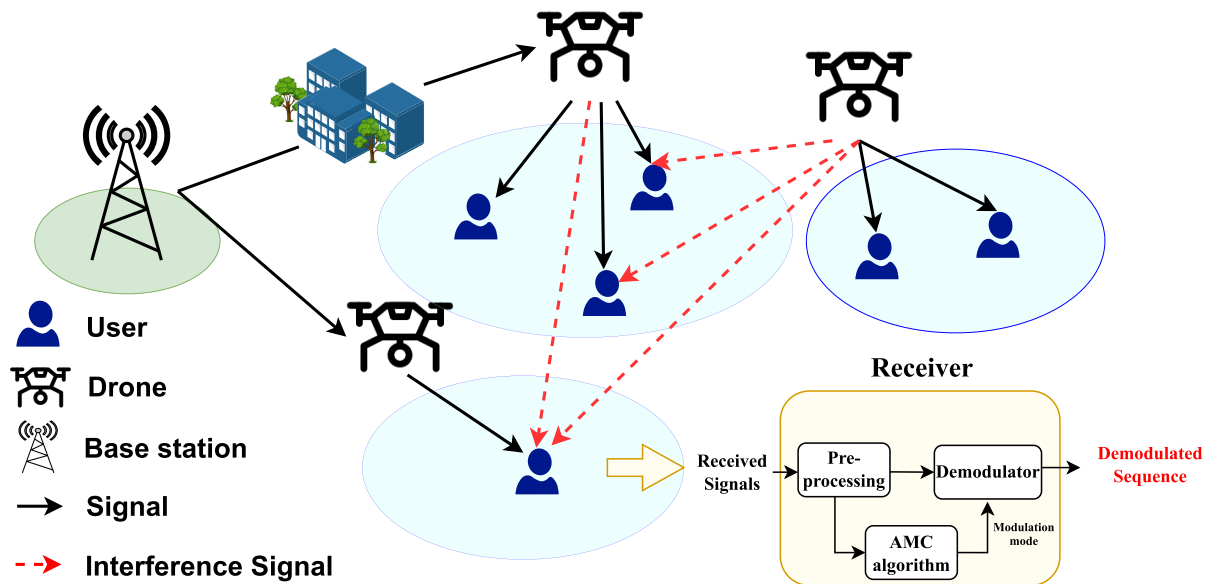 User
Drone
Base station
Signal
Interference Signal
Receiver
Received
Signals
Pre-
processing
Demodulator
AMC
algorithm
Modulation
mode
Demodulated
Sequence